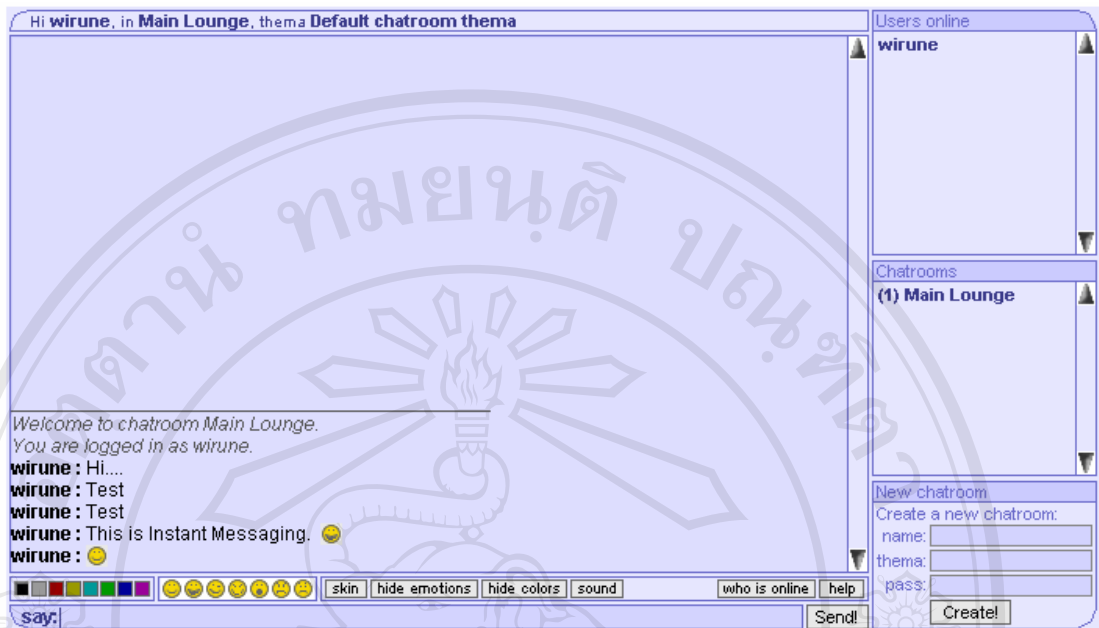 Hi wirune, in Main Lounge, thema Default chatroom thema
Welcome to chatroom Main Lounge.
You are logged in as wirune.
wirune : Hi....
wirune : Test
wirune : Test
wirune : This is Instant Messaging.
wirune :
skin hide emotions hide colors sound who is online help
say: Send!
Users online
wirune
Chatrooms
(1) Main Lounge
New chatroom
Create a new chatroom:
name:
thema:
pass:
Create!